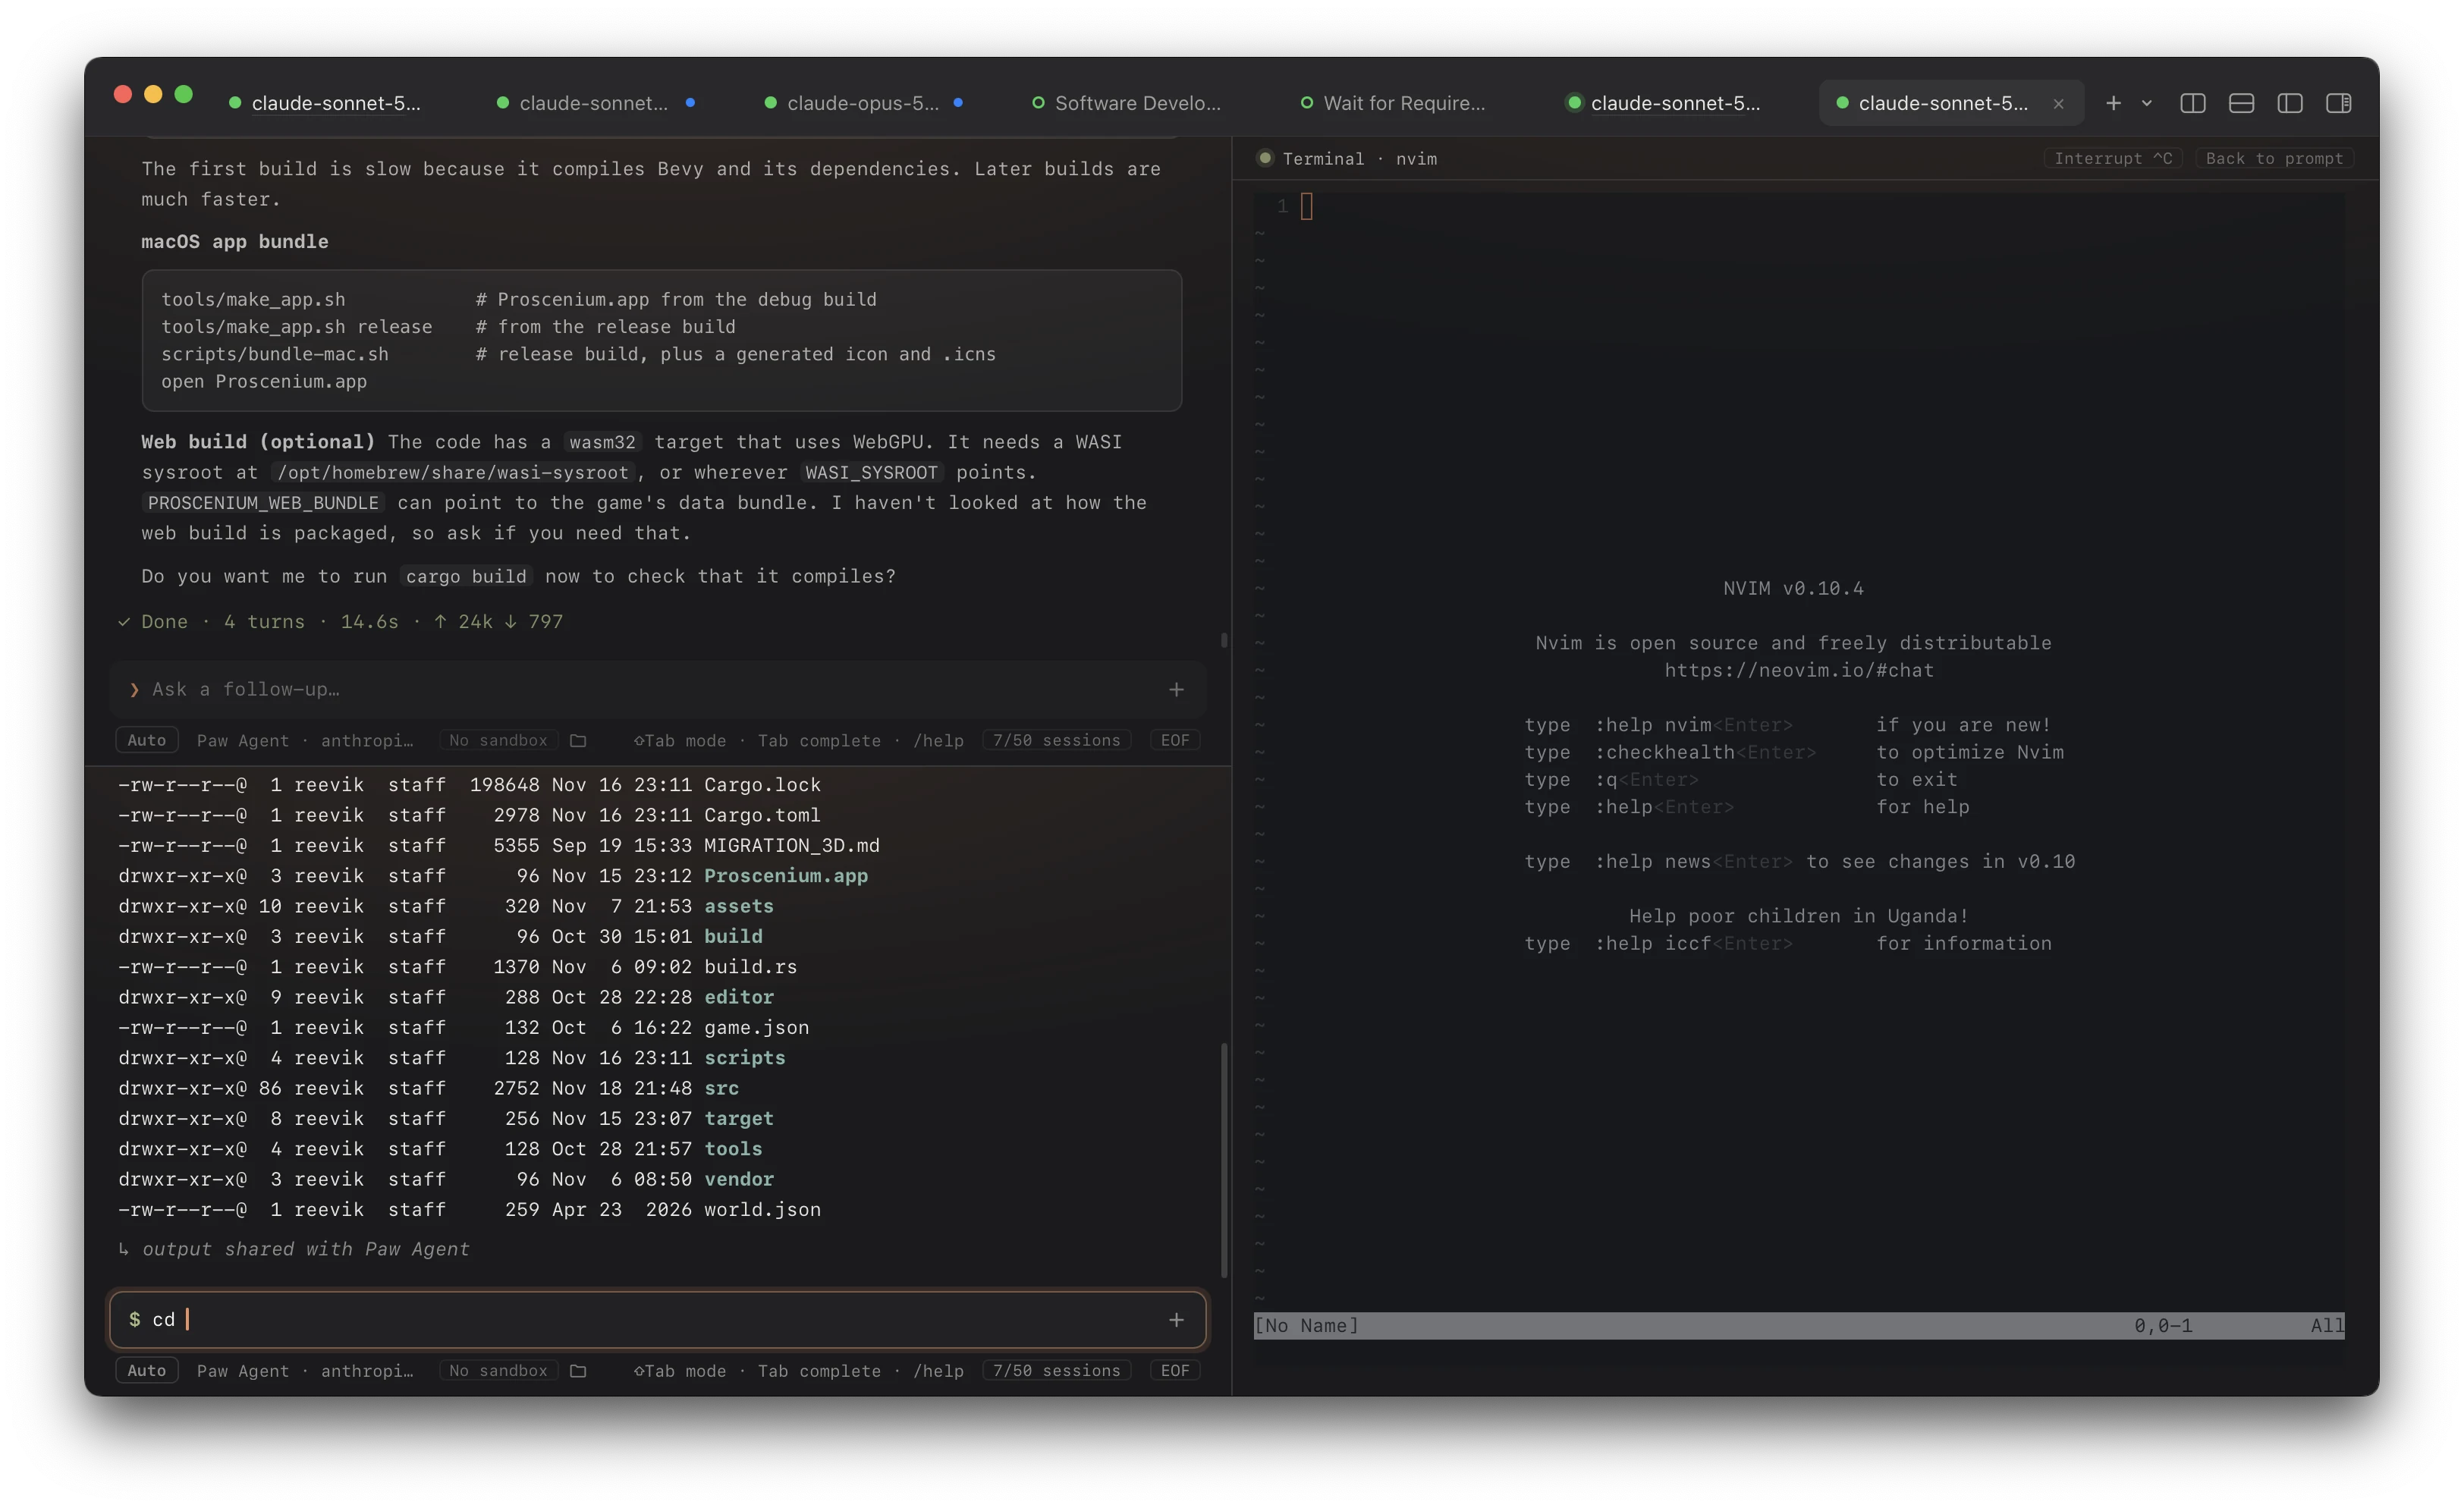 claude-sonnet-5...
claude-sonnet...
claude-opus-5...
Software Develo...
Wait for Require...
claude-sonnet-5...
claude-sonnet-5...
The first build is slow because it compiles Bevy and its dependencies. Later builds are
much faster.
macOS app bundle
tools/make_app.sh # Proscenium.app from the debug build
tools/make_app.sh release # from the release build
scripts/bundle-mac.sh # release build, plus a generated icon and .icns
open Proscenium.app
Web build (optional) The code has a wasm32 target that uses WebGPU. It needs a WASI
sysroot at /opt/homebrew/share/wasi-sysroot, or wherever WASI_SYSROOT points.
PROSCENIUM_WEB_BUNDLE can point to the game's data bundle. I haven't looked at how the
web build is packaged, so ask if you need that.
Do you want me to run cargo build now to check that it compiles?
✓ Done · 4 turns · 14.6s · ↑ 24k ↓ 797
❯ Ask a follow-up… +
Auto Paw Agent · anthropi… No sandbox ⇧Tab mode · Tab complete · /help 7/50 sessions EOF
-rw-r--r--@ 1 reevik staff 198648 Nov 16 23:11 Cargo.lock
-rw-r--r--@ 1 reevik staff 2978 Nov 16 23:11 Cargo.toml
-rw-r--r--@ 1 reevik staff 5355 Sep 19 15:33 MIGRATION_3D.md
drwxr-xr-x@ 3 reevik staff 96 Nov 15 23:12 Proscenium.app
drwxr-xr-x@ 10 reevik staff 320 Nov 7 21:53 assets
drwxr-xr-x@ 3 reevik staff 96 Oct 30 15:01 build
-rw-r--r--@ 1 reevik staff 1370 Nov 6 09:02 build.rs
drwxr-xr-x@ 9 reevik staff 288 Oct 28 22:28 editor
-rw-r--r--@ 1 reevik staff 132 Oct 6 16:22 game.json
drwxr-xr-x@ 4 reevik staff 128 Nov 16 23:11 scripts
drwxr-xr-x@ 86 reevik staff 2752 Nov 18 21:48 src
drwxr-xr-x@ 8 reevik staff 256 Nov 15 23:07 target
drwxr-xr-x@ 4 reevik staff 128 Oct 28 21:57 tools
drwxr-xr-x@ 3 reevik staff 96 Nov 6 08:50 vendor
-rw-r--r--@ 1 reevik staff 259 Apr 23 2026 world.json
↳ output shared with Paw Agent
$ cd +
Auto Paw Agent · anthropi… No sandbox ⇧Tab mode · Tab complete · /help 7/50 sessions EOF
Terminal · nvim Interrupt ^C Back to prompt
1
NVIM v0.10.4
Nvim is open source and freely distributable
https://neovim.io/#chat
type :help nvim<Enter> if you are new!
type :checkhealth<Enter> to optimize Nvim
type :q<Enter> to exit
type :help<Enter> for help
type :help news<Enter> to see changes in v0.10
Help poor children in Uganda!
type :help iccf<Enter> for information
[No Name] 0,0-1 All